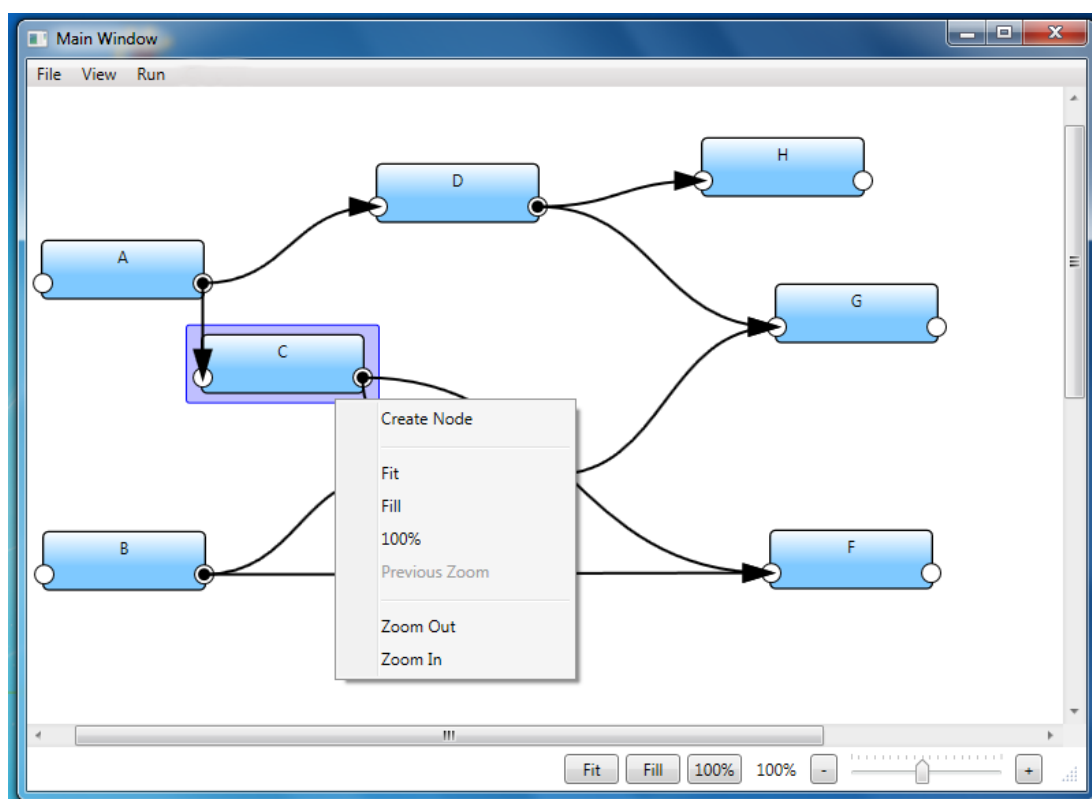 Main Window
File View Run
H
D
A
G
C
Create Node
Fit
Fill
100%
Previous Zoom
B
F
Zoom Out
Zoom In
Fit Fill 100% 100% - +